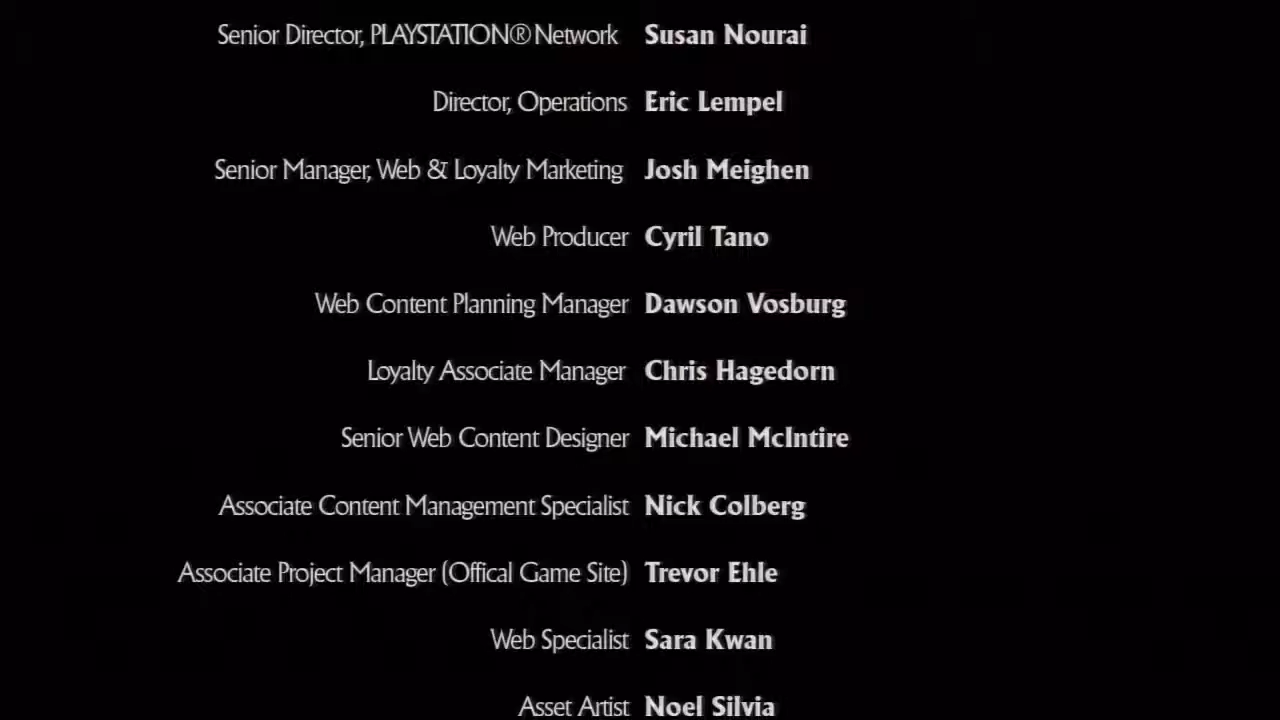 Senior Director, PLAYSTATION® Network Susan Nourai
Director, Operations Eric Lempel
Senior Manager, Web & Loyalty Marketing Josh Meighen
Web Producer Cyril Tano
Web Content Planning Manager Dawson Vosburg
Loyalty Associate Manager Chris Hagedorn
Senior Web Content Designer Michael McIntire
Associate Content Management Specialist Nick Colberg
Associate Project Manager (Offical Game Site) Trevor Ehle
Web Specialist Sara Kwan
Asset Artist Noel Silvia